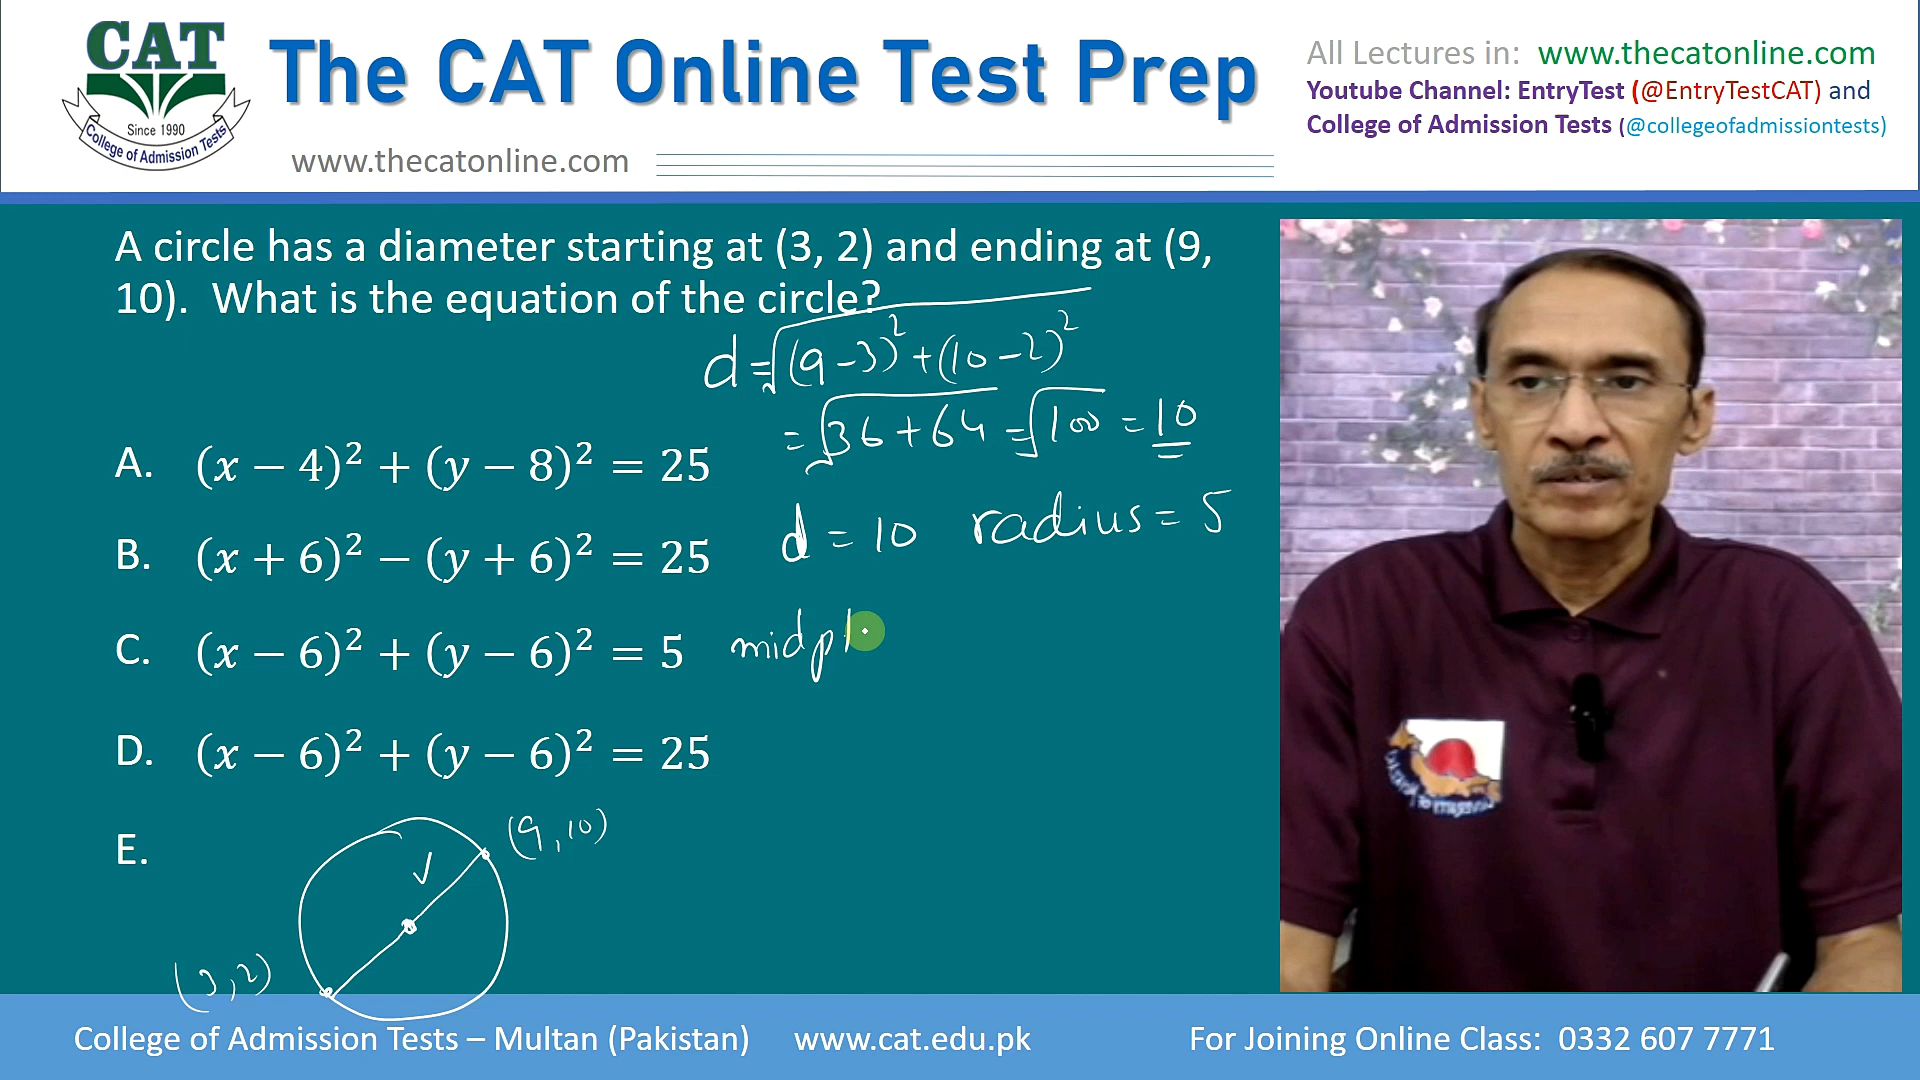 CAT
Since 1990
College of Admission Tests
The CAT Online Test Prep
www.thecatonline.com
All Lectures in: www.thecatonline.com
Youtube Channel: EntryTest (@EntryTestCAT) and
College of Admission Tests (@collegeofadmissiontests)
A circle has a diameter starting at (3, 2) and ending at (9,
10). What is the equation of the circle?
d = √(9-3)² + (10-2)²
= √36+64 = √100 = 10
A. (x − 4)² + (y − 8)² = 25
d = 10 radius = 5
B. (x + 6)² − (y + 6)² = 25
C. (x − 6)² + (y − 6)² = 5
midpt
D. (x − 6)² + (y − 6)² = 25
E.
(9, 10)
(3, 2)
College of Admission Tests – Multan (Pakistan) www.cat.edu.pk For Joining Online Class: 0332 607 7771